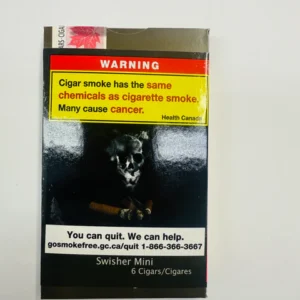 WARNING
Cigar smoke has the same
chemicals as cigarette smoke.
Many cause cancer.
Health Canada
You can quit. We can help.
gosmokefree.gc.ca/quit 1-866-366-3667
Swisher Mini
6 Cigars/Cigares